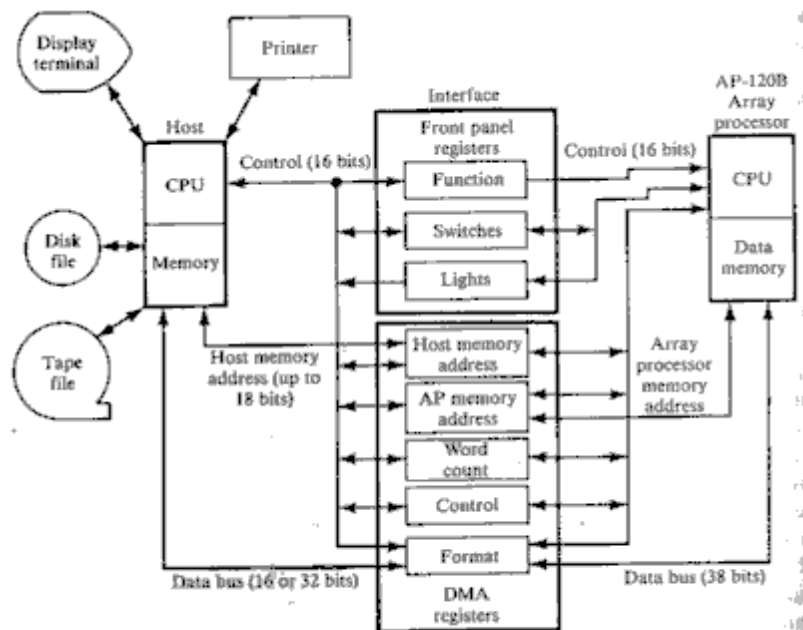 Display
terminal
Printer
AP-120B
Array
processor
Interface
Host
Front panel
registers
Control (16 bits)
Control (16 bits)
Function
CPU
CPU
Switches
Disk
file
Memory
Data
memory
Lights
Host memory
address (up to
18 bits)
Host memory
address
Array
processor
memory
address
Tape
file
AP memory
address
Word
count
Control
Format
Data bus (16 or 32 bits)
Data bus (38 bits)
DMA
registers